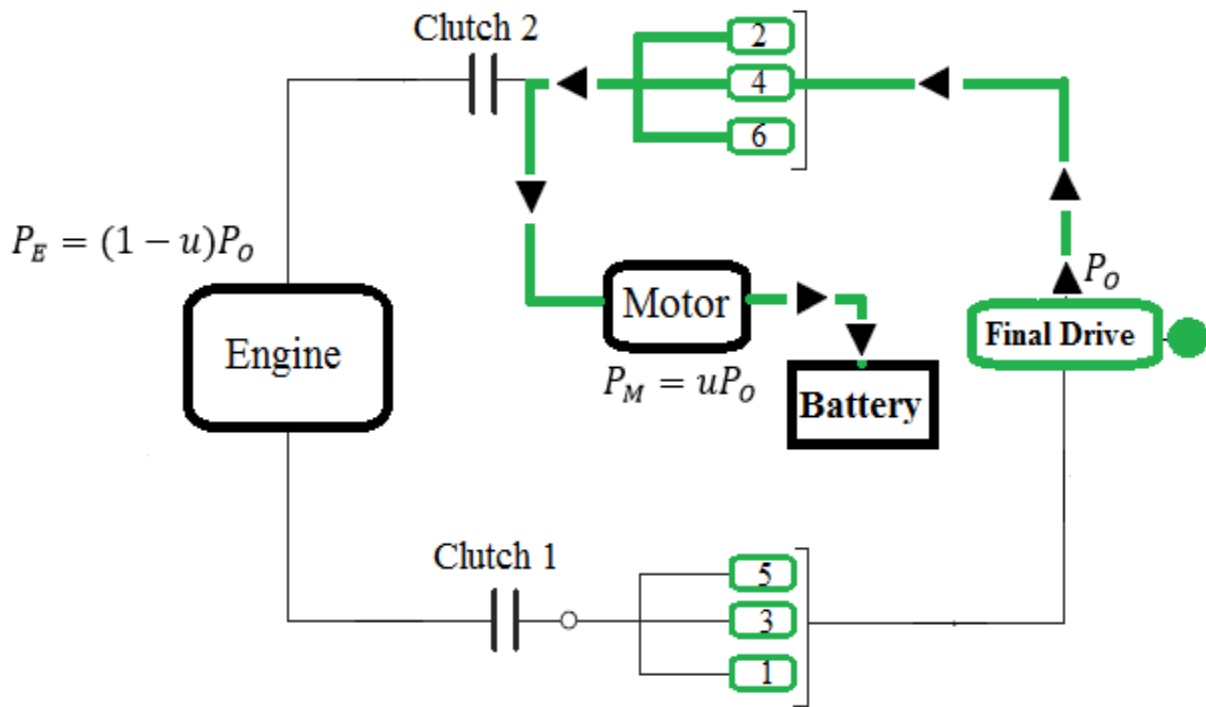 Clutch 2
2
4
6
P_E = (1 − u)P_O
P_O
Engine
Motor
Final Drive
P_M = uP_O
Battery
Clutch 1
5
3
1